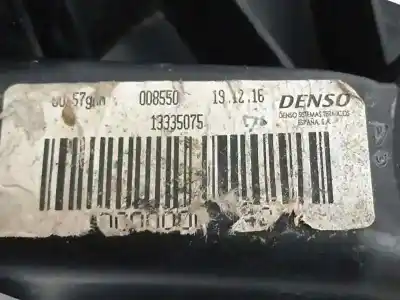 008550 19.12.16 DENSO
DENSO SISTEMAS TERMICOS
ESPAÑA, S.A.
13335075